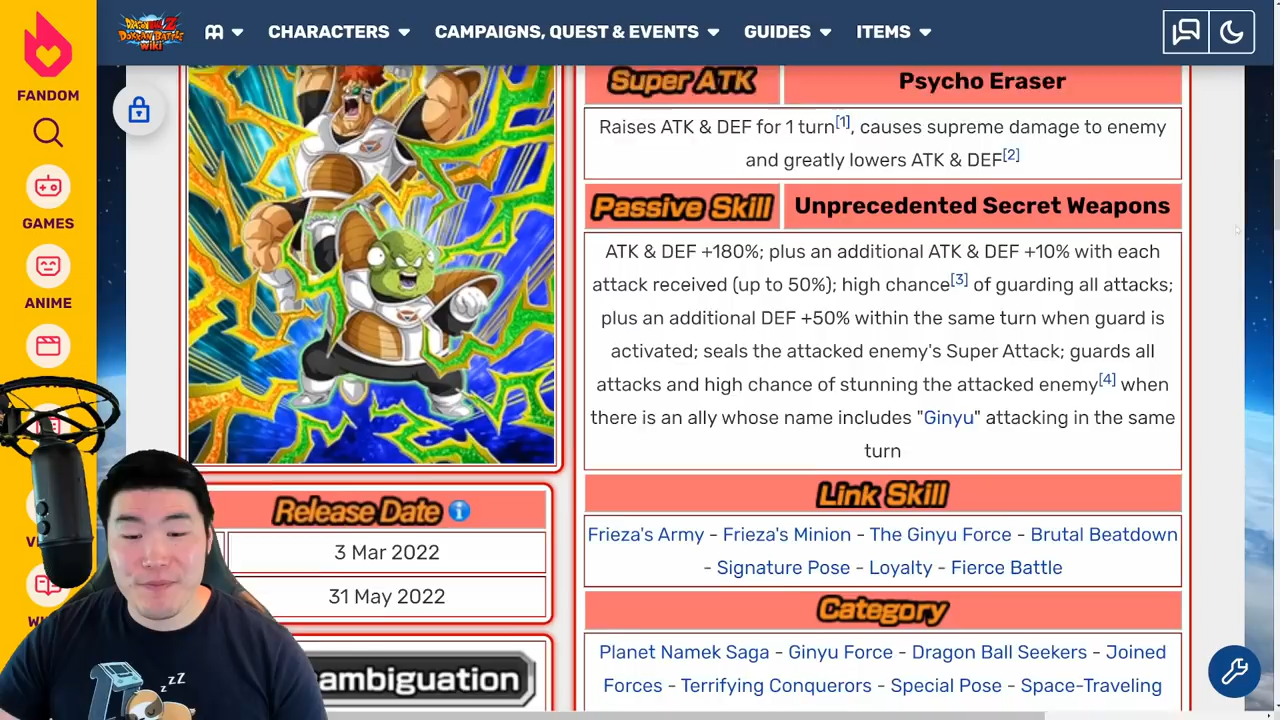 DRAGON BALL Z
DOKKAN BATTLE
WIKI
CHARACTERS
CAMPAIGNS, QUEST & EVENTS
GUIDES
ITEMS
FANDOM
GAMES
ANIME
Super ATK
Psycho Eraser
Raises ATK & DEF for 1 turn[1], causes supreme damage to enemy
and greatly lowers ATK & DEF[2]
Passive Skill
Unprecedented Secret Weapons
ATK & DEF +180%; plus an additional ATK & DEF +10% with each
attack received (up to 50%); high chance[3] of guarding all attacks;
plus an additional DEF +50% within the same turn when guard is
activated; seals the attacked enemy's Super Attack; guards all
attacks and high chance of stunning the attacked enemy[4] when
there is an ally whose name includes "Ginyu" attacking in the same
turn
Link Skill
Frieza's Army - Frieza's Minion - The Ginyu Force - Brutal Beatdown
- Signature Pose - Loyalty - Fierce Battle
Category
Planet Namek Saga - Ginyu Force - Dragon Ball Seekers - Joined
Forces - Terrifying Conquerors - Special Pose - Space-Traveling
Release Date
3 Mar 2022
31 May 2022
ambiguation
zZZ